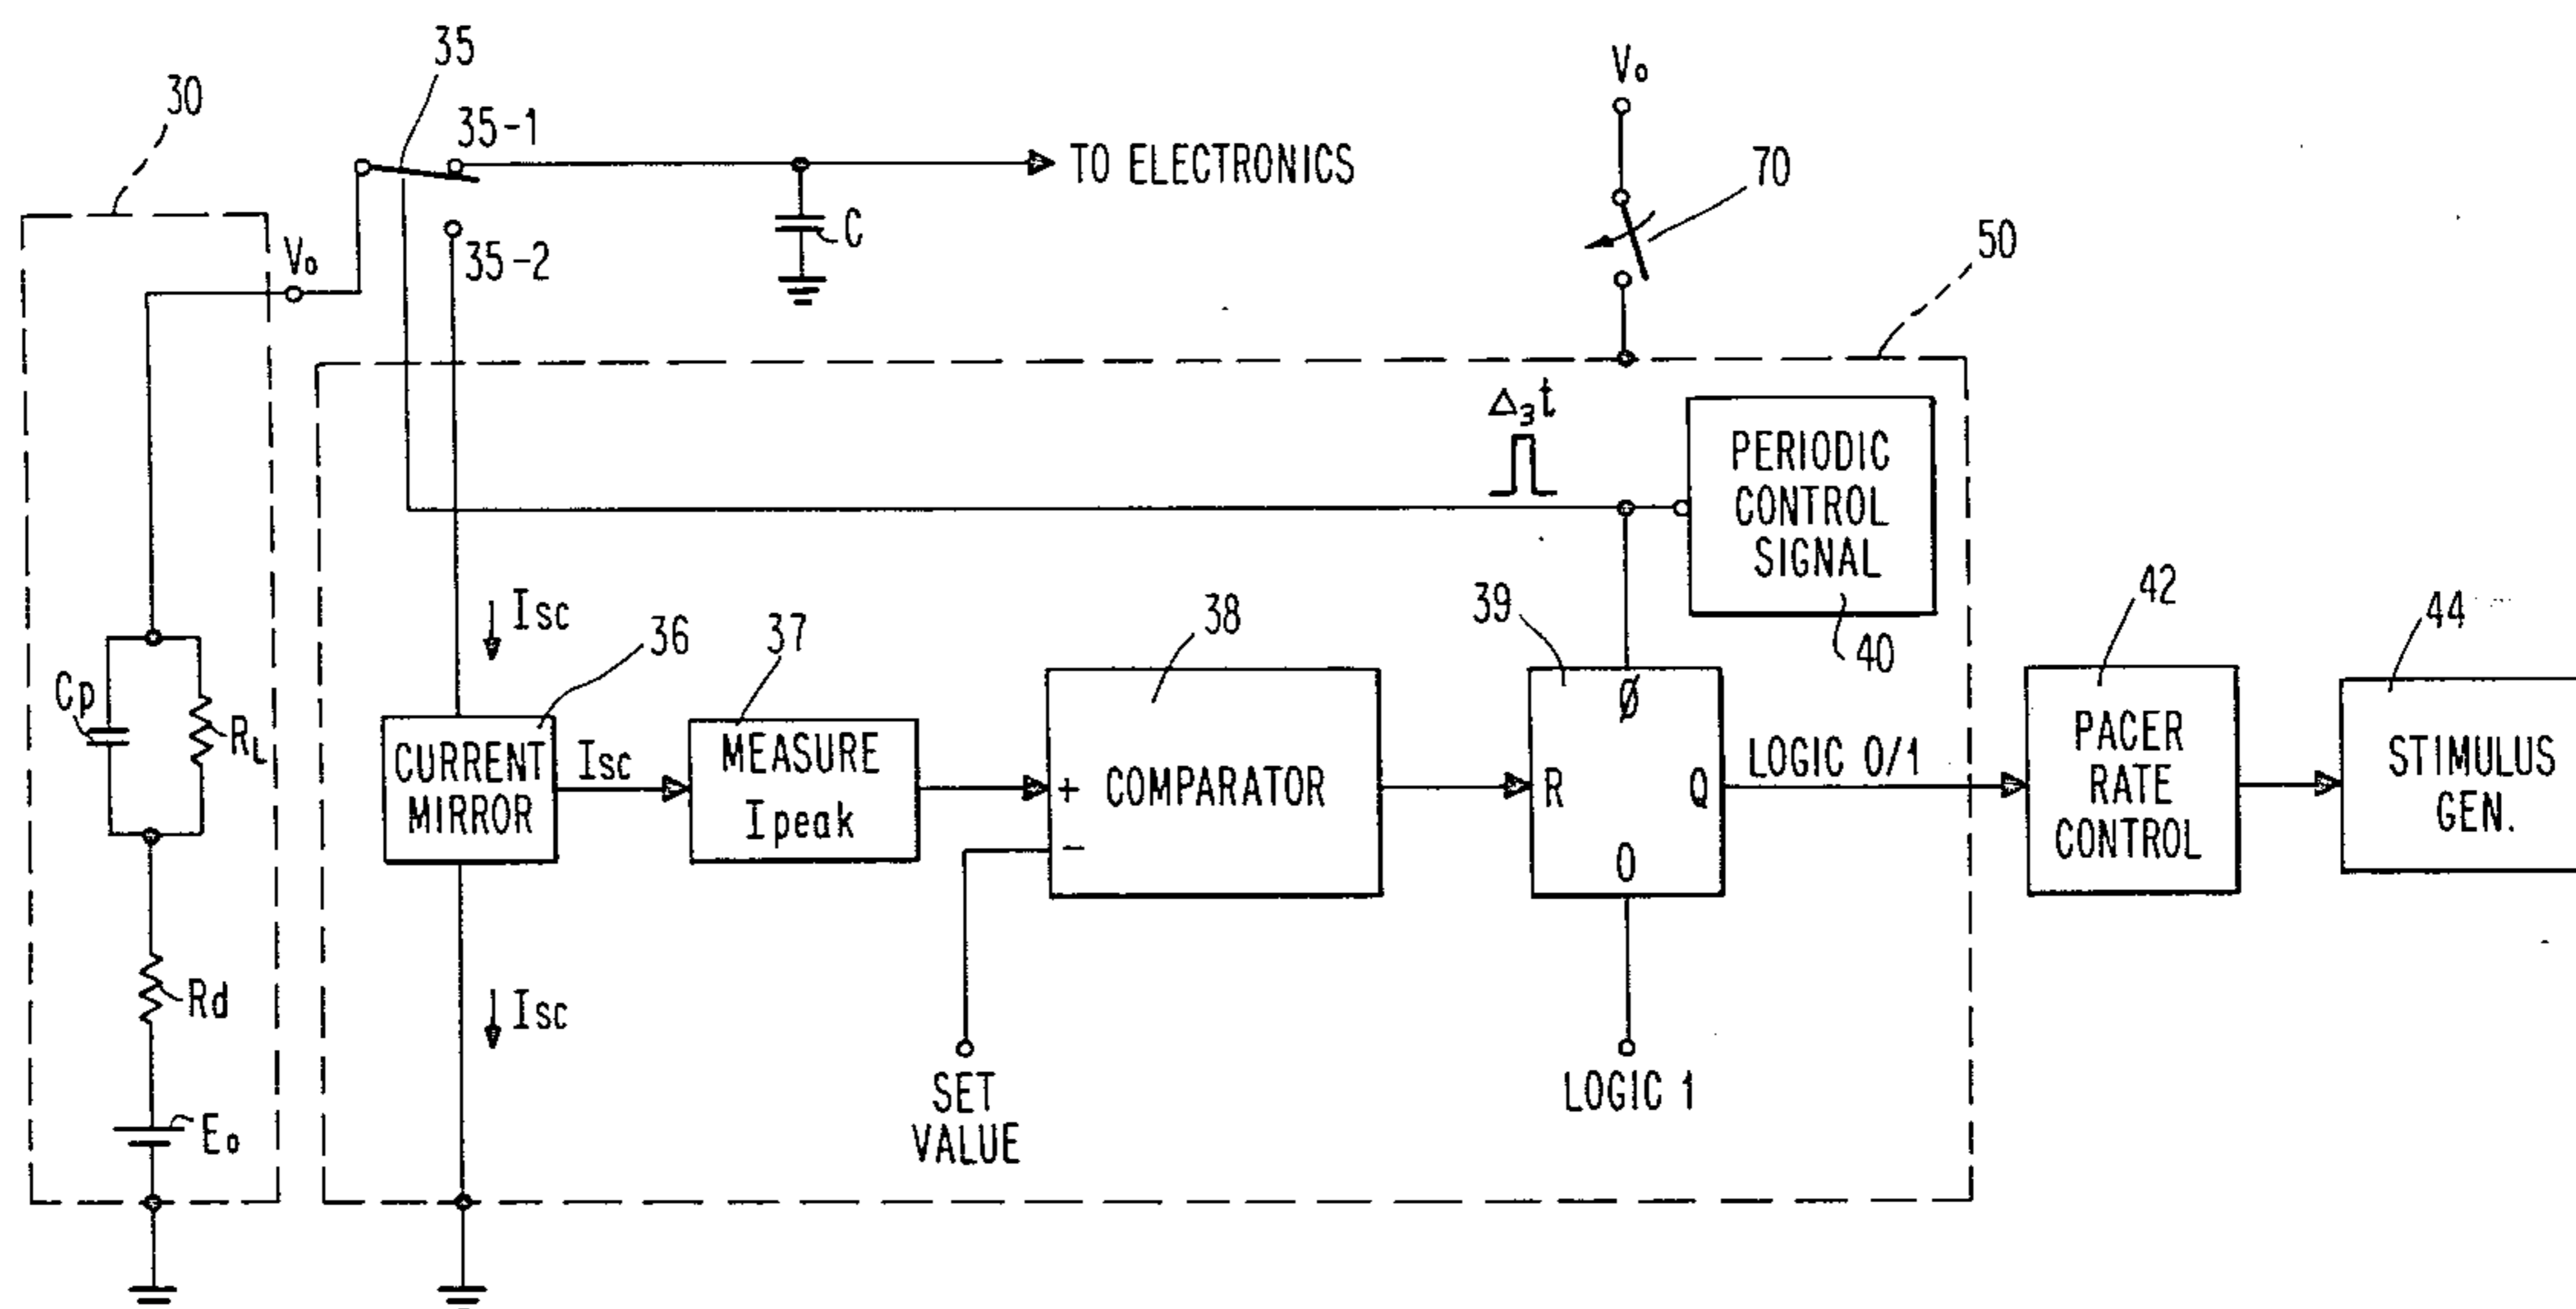 35
30
35-1
TO ELECTRONICS
Vo
70
C
50
Vo
35-2
Δ3t
PERIODIC
CONTROL
SIGNAL
40
Isc
36
37
38
39
42
44
Cp
RL
CURRENT
MIRROR
Isc
MEASURE
Ipeak
+
-
COMPARATOR
Ø
R
Q
O
LOGIC 0/1
PACER
RATE
CONTROL
STIMULUS
GEN.
Rd
Isc
Eo
SET
VALUE
LOGIC 1